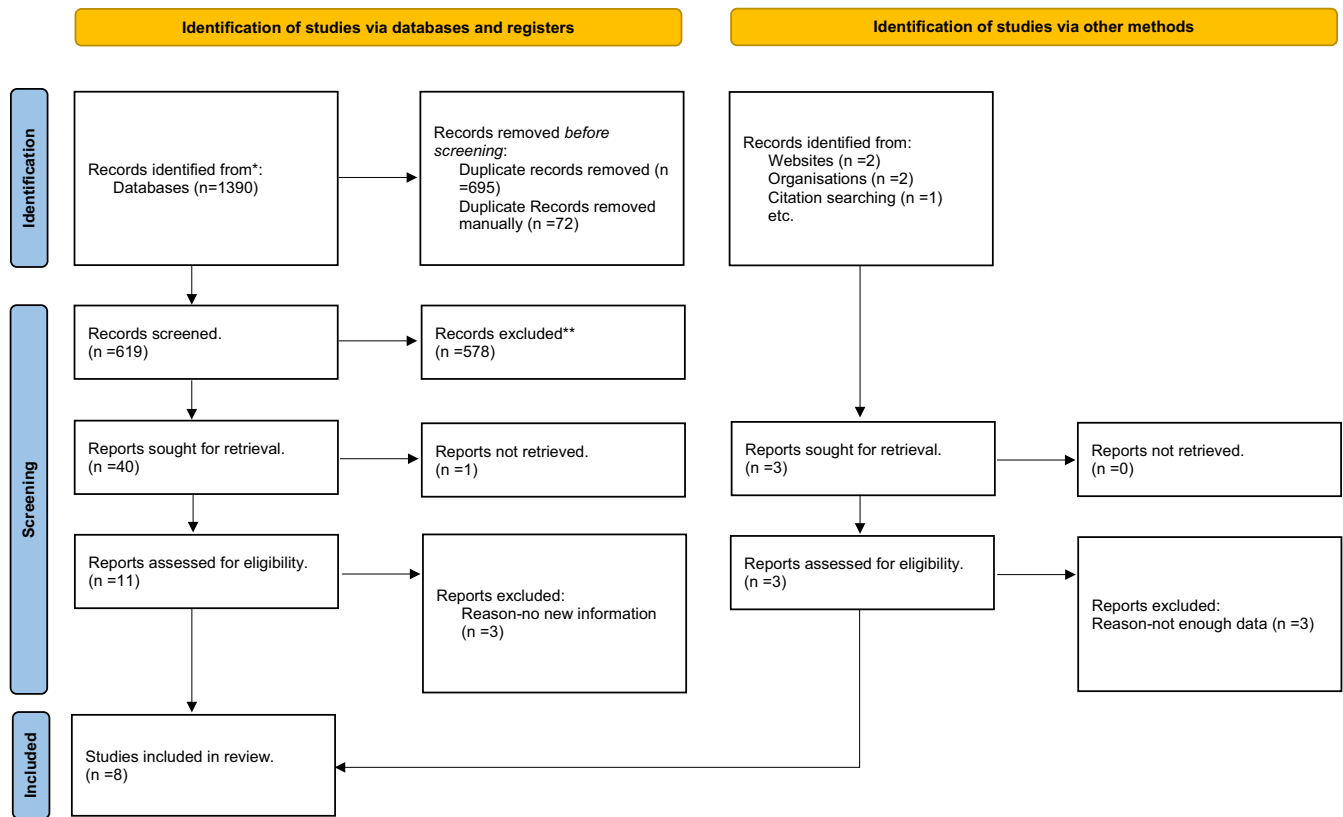 Identification of studies via databases and registers
Identification of studies via other methods
Identification
Records identified from*:
Databases (n=1390)
Records removed before
screening:
Duplicate records removed (n
=695)
Duplicate Records removed
manually (n =72)
Records identified from:
Websites (n =2)
Organisations (n =2)
Citation searching (n =1)
etc.
Screening
Records screened.
(n =619)
Records excluded**
(n =578)
Reports sought for retrieval.
(n =40)
Reports not retrieved.
(n =1)
Reports sought for retrieval.
(n =3)
Reports not retrieved.
(n =0)
Reports assessed for eligibility.
(n =11)
Reports excluded:
Reason-no new information
(n =3)
Reports assessed for eligibility.
(n =3)
Reports excluded:
Reason-not enough data (n =3)
Included
Studies included in review.
(n =8)